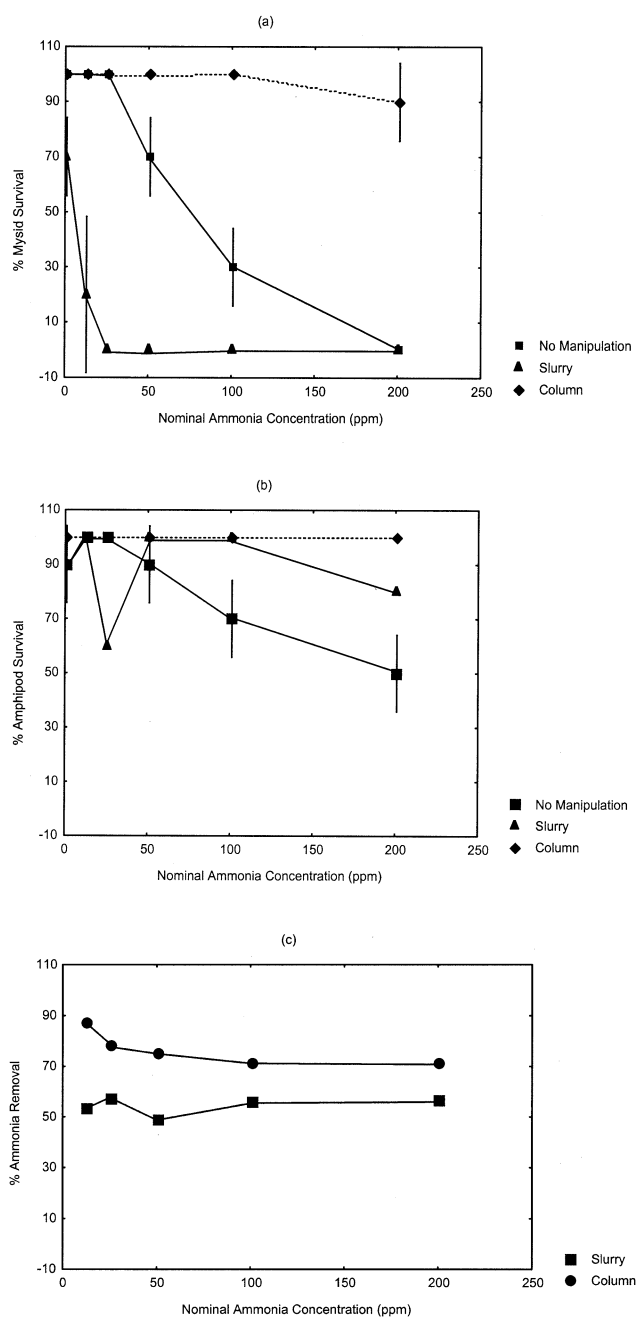 (a)
110
90
70
50
30
10
-10
% Mysid Survival
0 50 100 150 200 250
Nominal Ammonia Concentration (ppm)
No Manipulation
Slurry
Column
(b)
110
90
70
50
30
10
-10
% Amphipod Survival
0 50 100 150 200 250
Nominal Ammonia Concentration (ppm)
No Manipulation
Slurry
Column
(c)
110
90
70
50
30
10
-10
% Ammonia Removal
0 50 100 150 200 250
Nominal Ammonia Concentration (ppm)
Slurry
Column